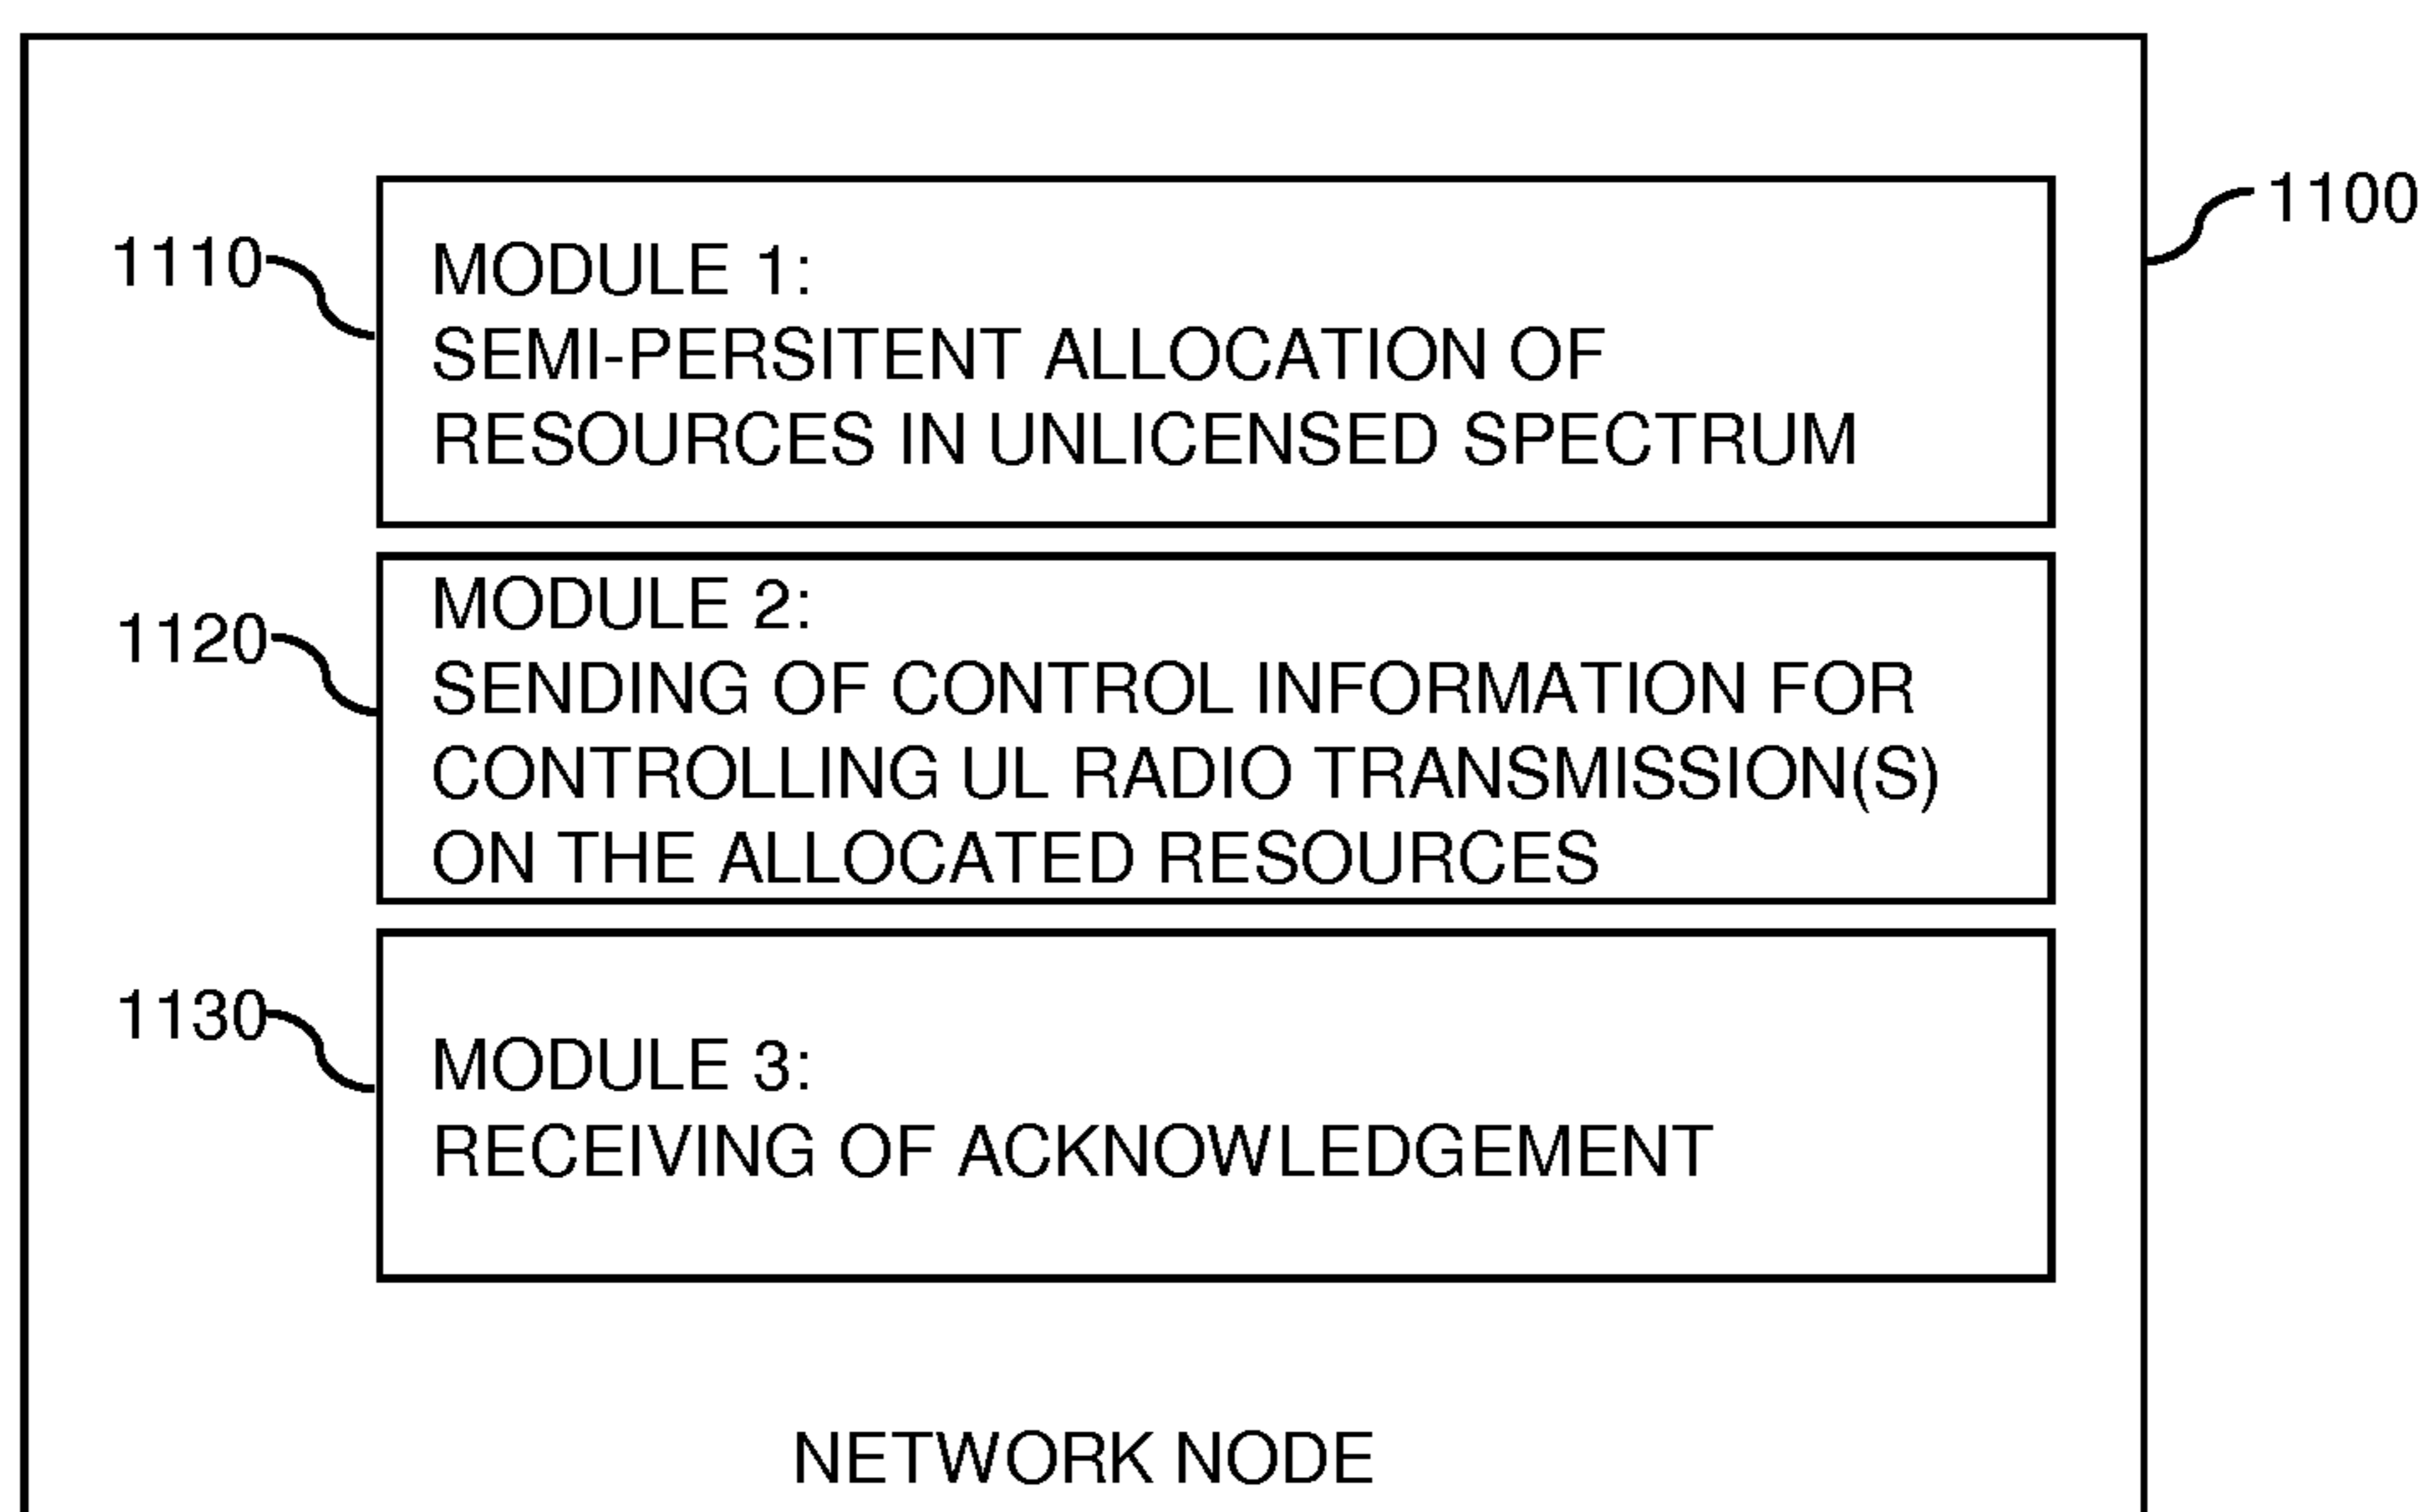 1100
1110
MODULE 1:
SEMI-PERSITENT ALLOCATION OF
RESOURCES IN UNLICENSED SPECTRUM
1120
MODULE 2:
SENDING OF CONTROL INFORMATION FOR
CONTROLLING UL RADIO TRANSMISSION(S)
ON THE ALLOCATED RESOURCES
1130
MODULE 3:
RECEIVING OF ACKNOWLEDGEMENT
NETWORK NODE